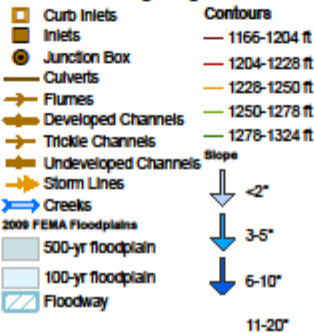 Curb Inlets
Inlets
Junction Box
Culverts
Flumes
Developed Channels
Trickle Channels
Undeveloped Channels
Storm Lines
Creeks
2009 FEMA Floodplains
500-yr floodplain
100-yr floodplain
Floodway
Contours
1166-1204 ft
1204-1228 ft
1228-1250 ft
1250-1278 ft
1278-1324 ft
Slope
<2°
3-5°
6-10°
11-20°